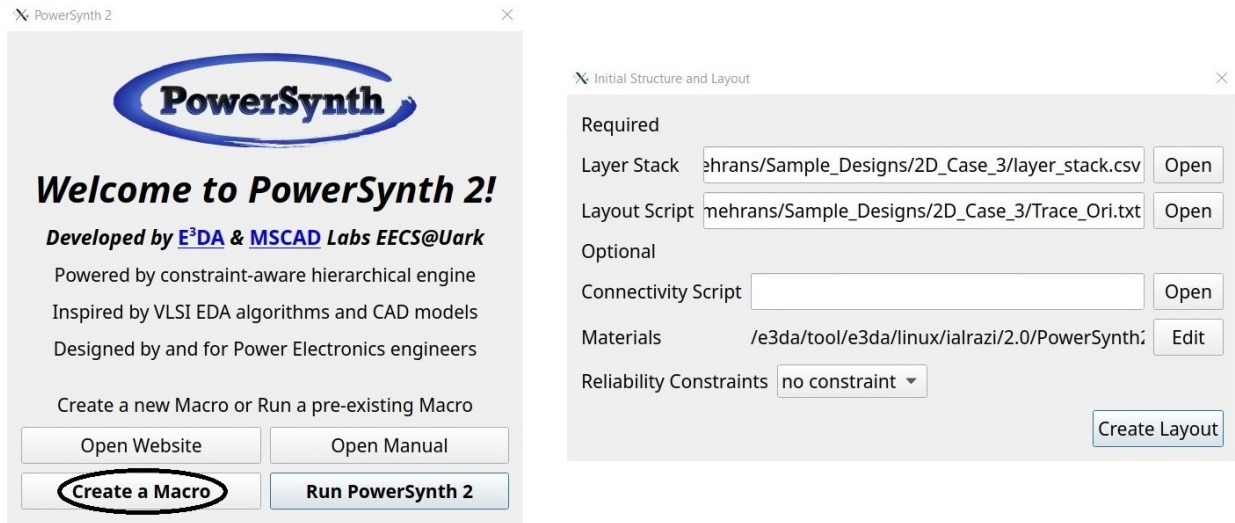 PowerSynth 2
PowerSynth
Welcome to PowerSynth 2!
Developed by E³DA & MSCAD Labs EECS@Uark
Powered by constraint-aware hierarchical engine
Inspired by VLSI EDA algorithms and CAD models
Designed by and for Power Electronics engineers
Create a new Macro or Run a pre-existing Macro
Open Website Open Manual
Create a Macro Run PowerSynth 2
Initial Structure and Layout
Required
Layer Stack ehrans/Sample_Designs/2D_Case_3/layer_stack.csv Open
Layout Script mehrans/Sample_Designs/2D_Case_3/Trace_Ori.txt Open
Optional
Connectivity Script Open
Materials /e3da/tool/e3da/linux/ialrazi/2.0/PowerSynth2 Edit
Reliability Constraints no constraint
Create Layout